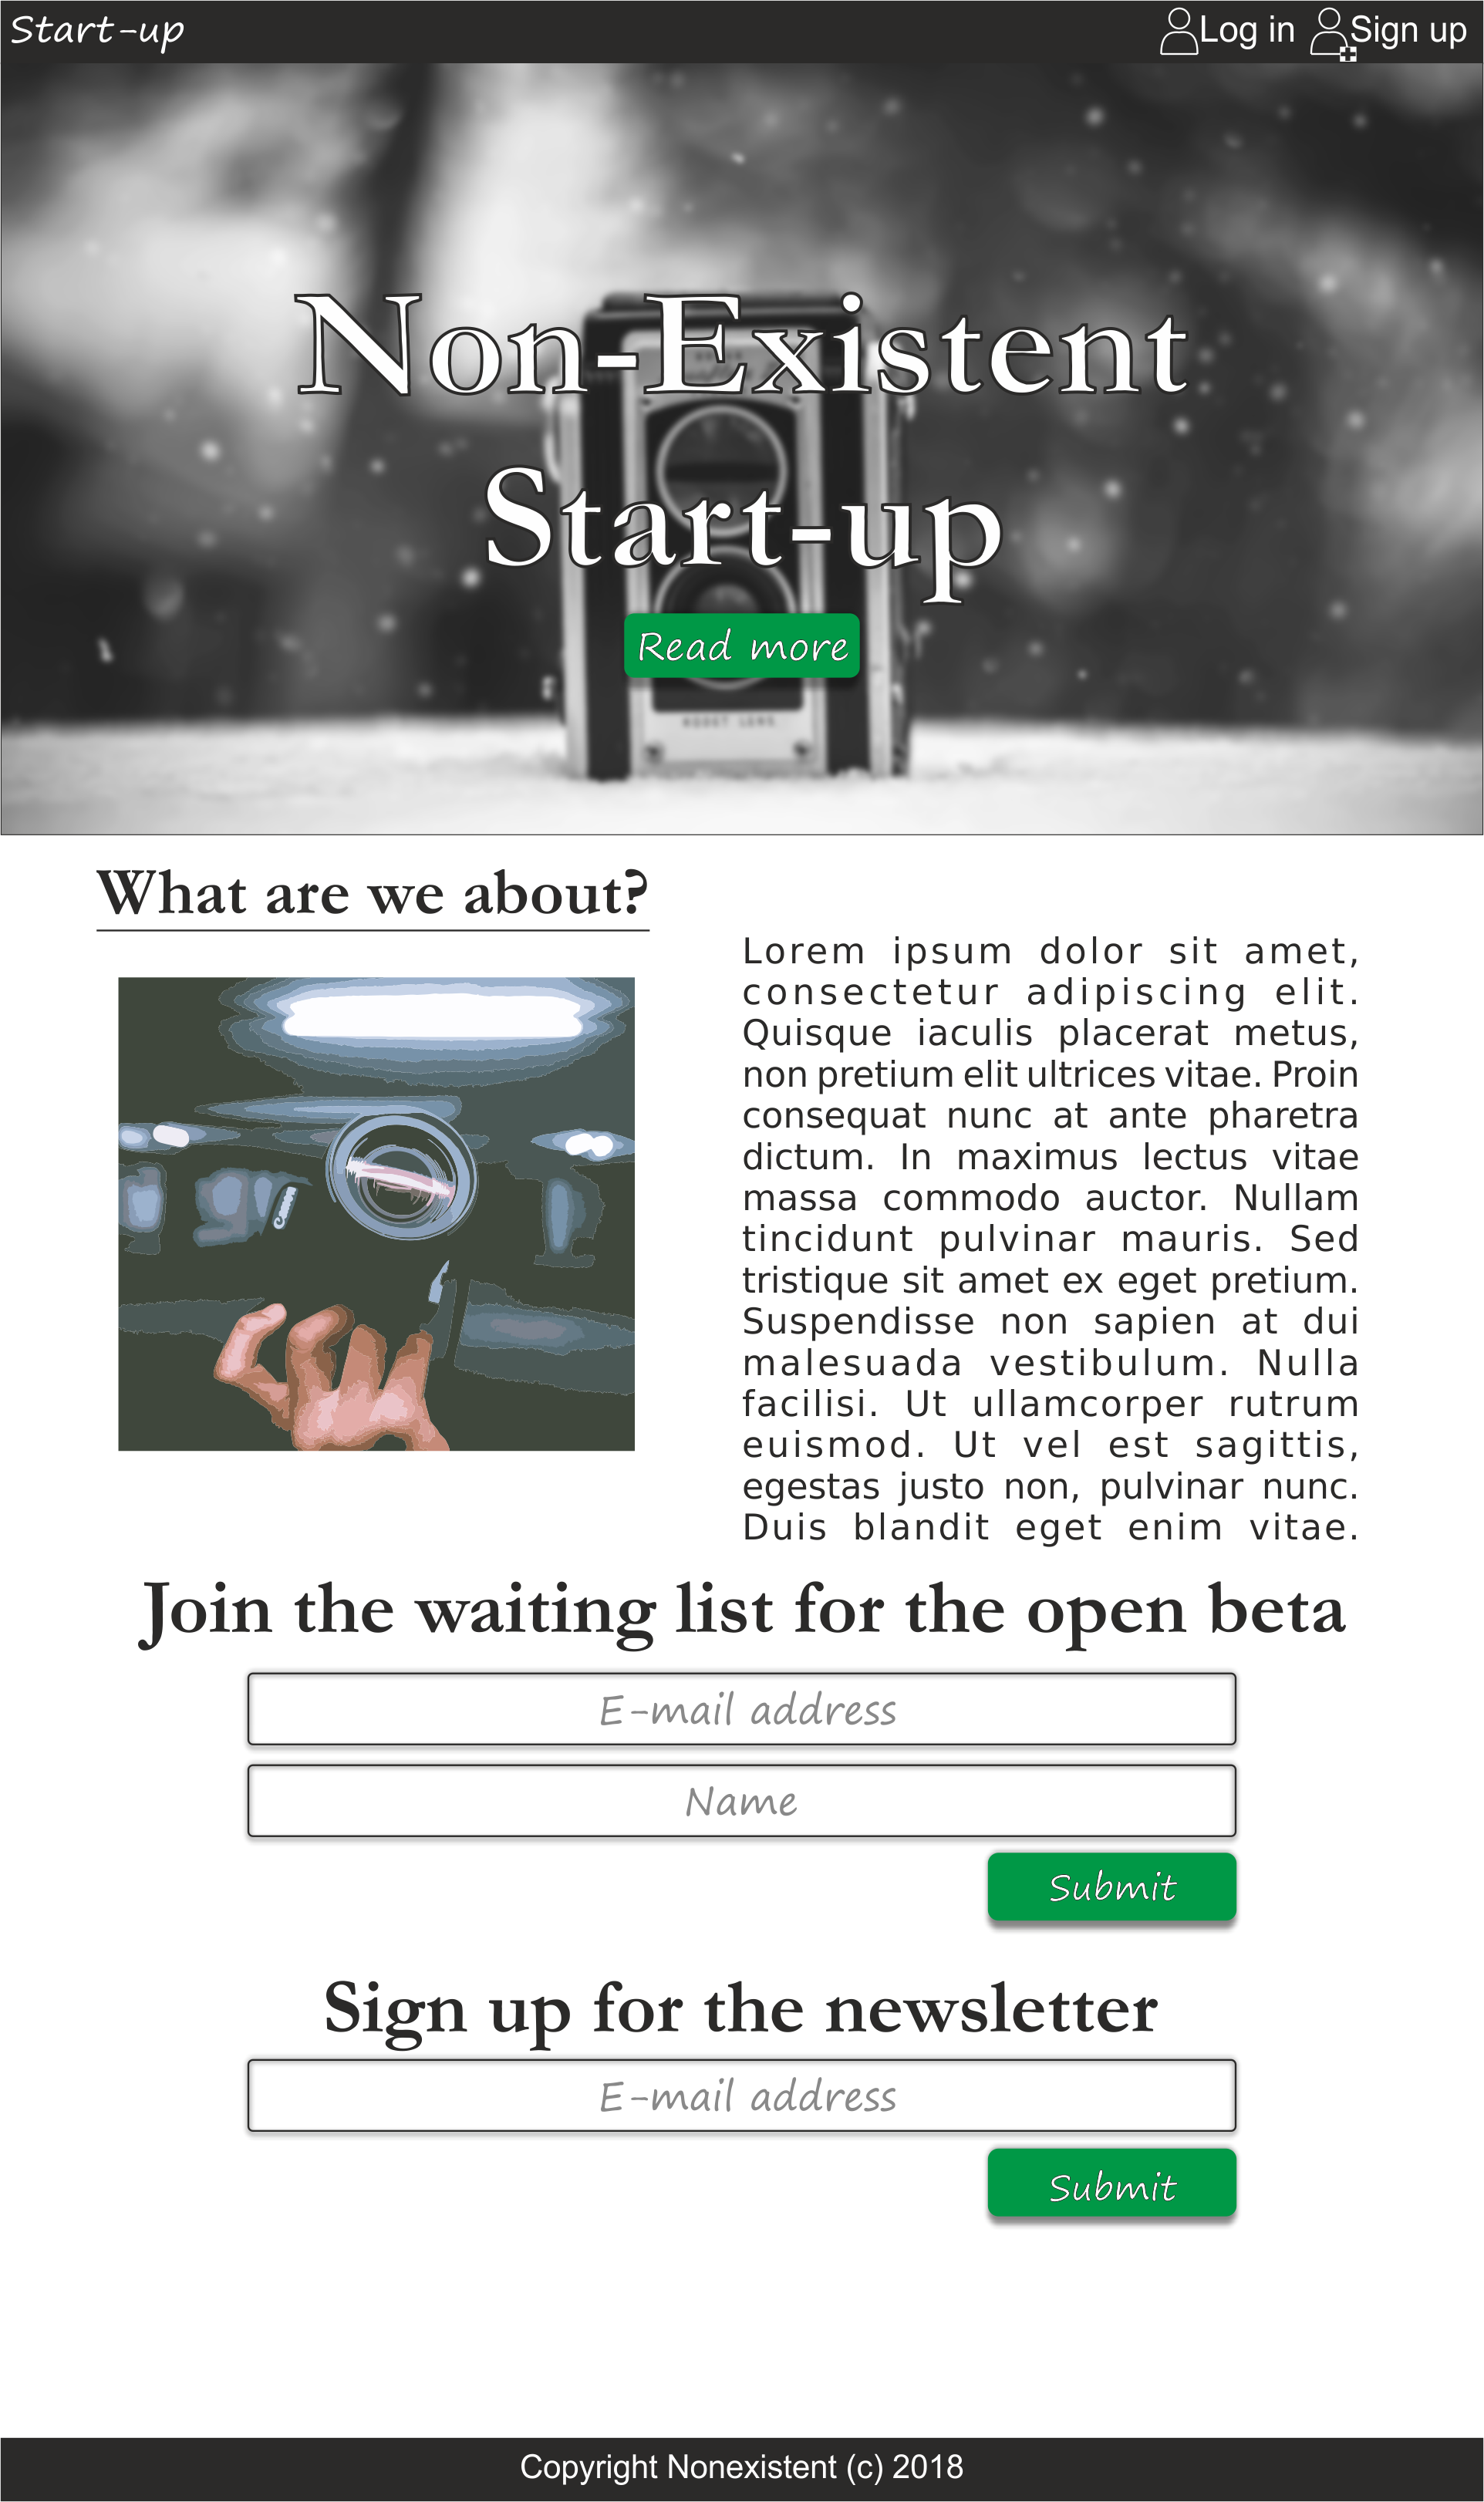 Start-up
Log in Sign up
Non-Existent
Start-up
Read more
What are we about?
Lorem ipsum dolor sit amet,
consectetur adipiscing elit.
Quisque iaculis placerat metus,
non pretium elit ultrices vitae. Proin
consequat nunc at ante pharetra
dictum. In maximus lectus vitae
massa commodo auctor. Nullam
tincidunt pulvinar mauris. Sed
tristique sit amet ex eget pretium.
Suspendisse non sapien at dui
malesuada vestibulum. Nulla
facilisi. Ut ullamcorper rutrum
euismod. Ut vel est sagittis,
egestas justo non, pulvinar nunc.
Duis blandit eget enim vitae.
Join the waiting list for the open beta
E-mail address
Name
Submit
Sign up for the newsletter
E-mail address
Submit
Copyright Nonexistent (c) 2018